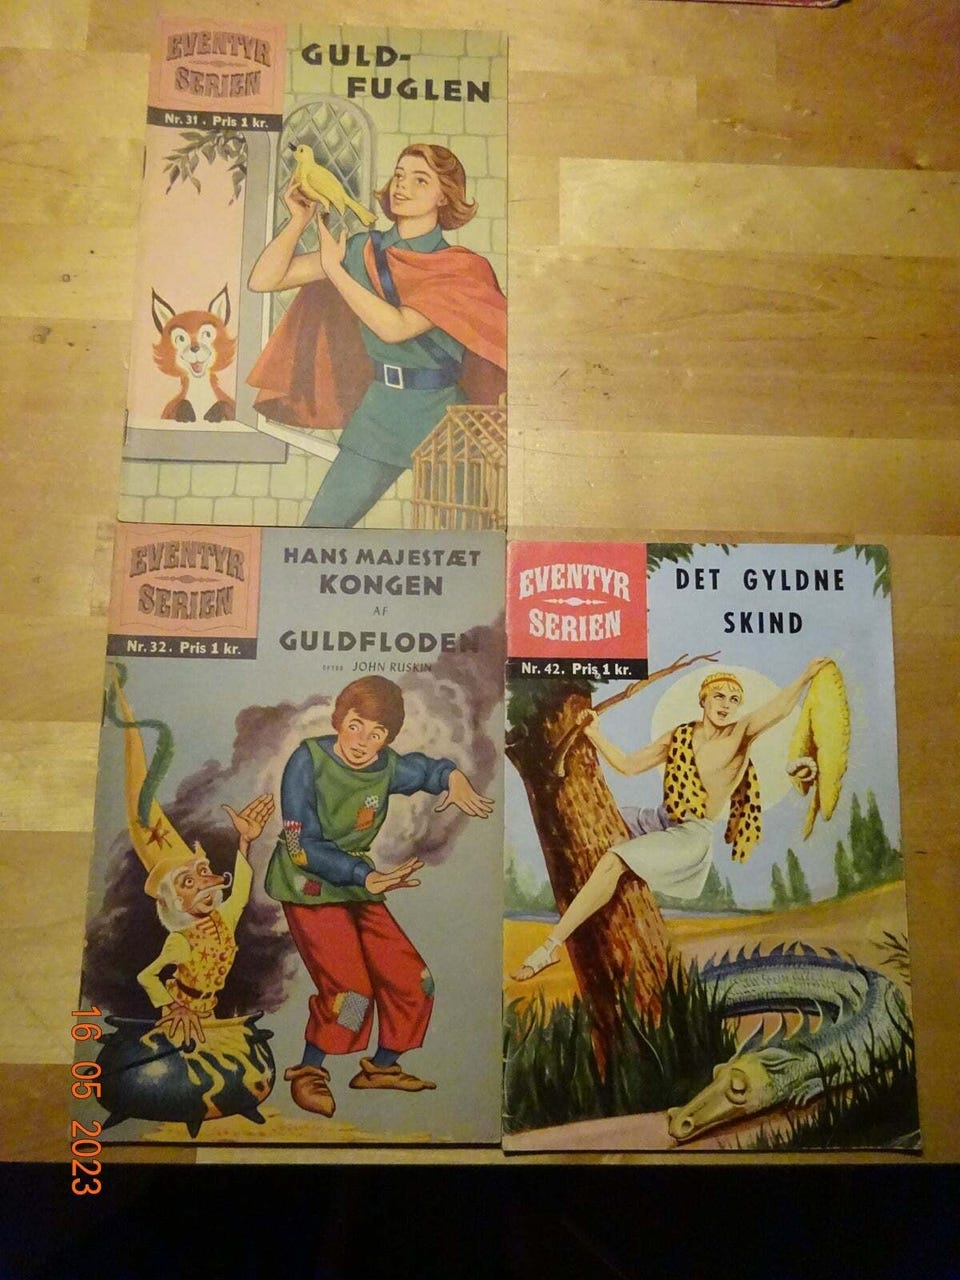 EVENTYR
SERIEN
Nr. 31. Pris 1 kr.
GULD-
FUGLEN
EVENTYR
SERIEN
Nr. 32. Pris 1 kr.
HANS MAJESTÆT
KONGEN
AF
GULDFLODEN
EFTER JOHN RUSKIN
EVENTYR
SERIEN
Nr. 42. Pris 1 kr.
DET GYLDNE
SKIND
16 05 2023